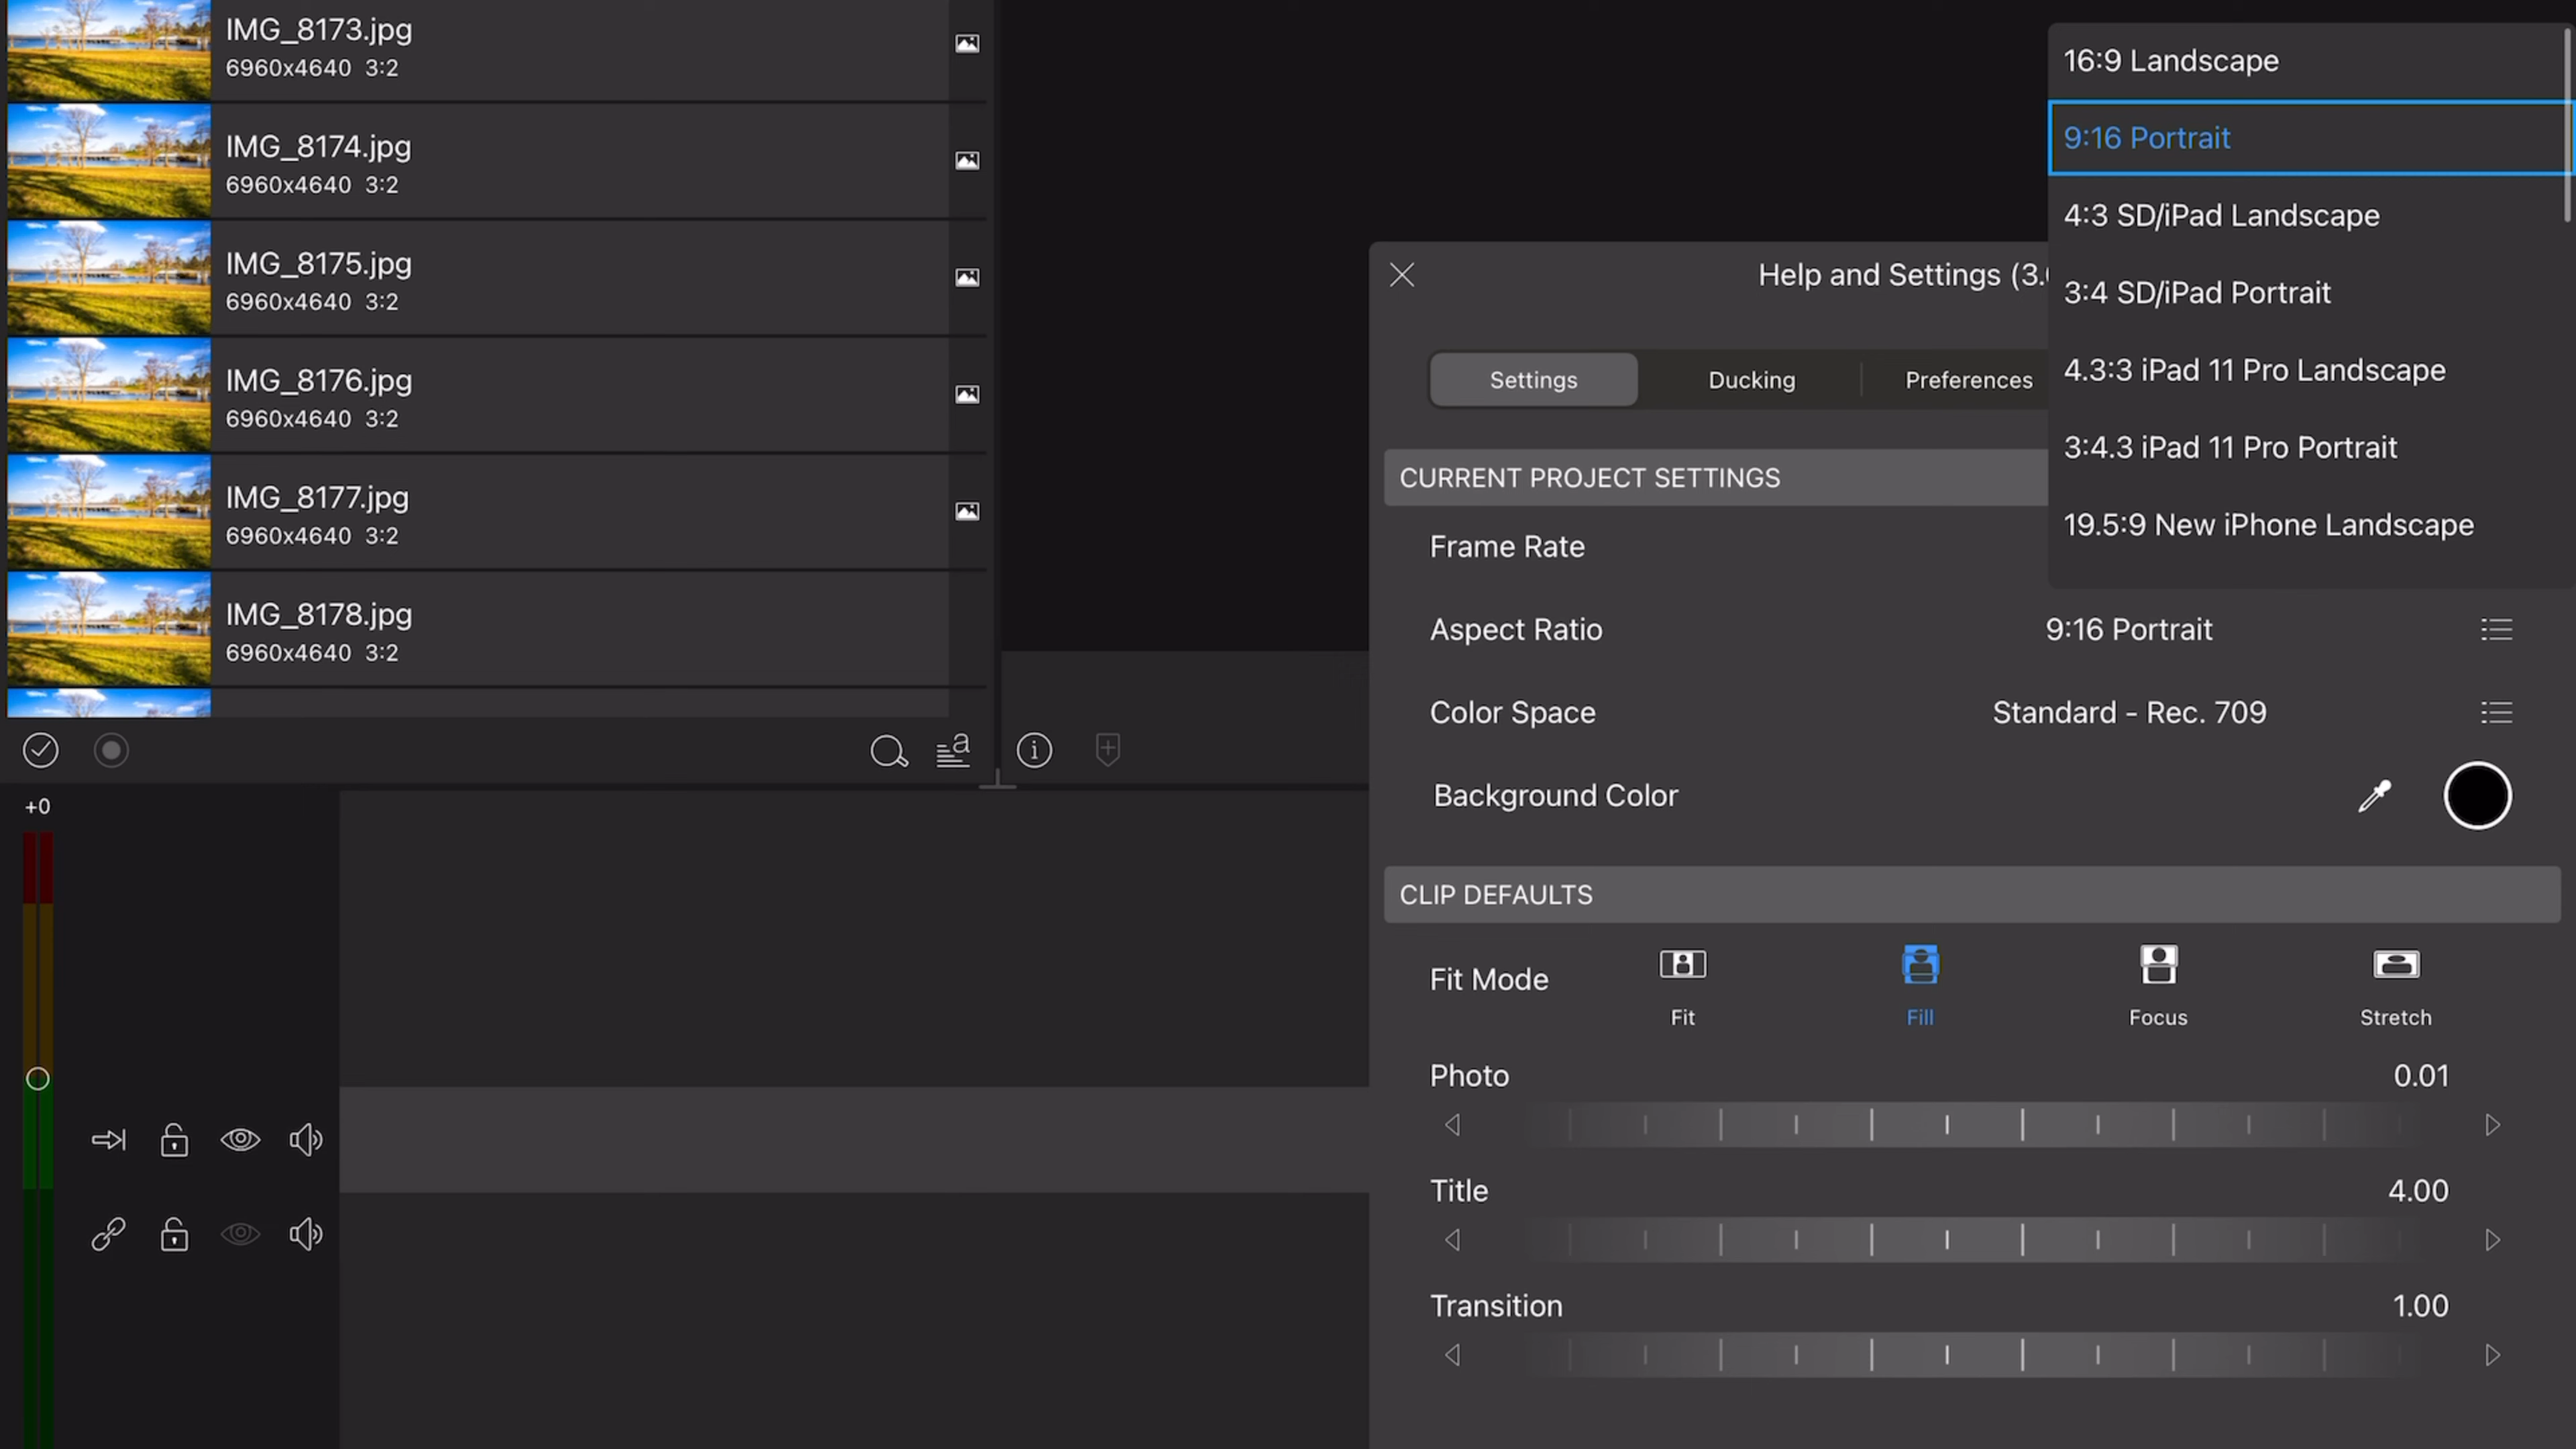 IMG_8173.jpg
6960x4640 3:2
IMG_8174.jpg
6960x4640 3:2
IMG_8175.jpg
6960x4640 3:2
IMG_8176.jpg
6960x4640 3:2
IMG_8177.jpg
6960x4640 3:2
IMG_8178.jpg
6960x4640 3:2
a
+0
16:9 Landscape
9:16 Portrait
4:3 SD/iPad Landscape
3:4 SD/iPad Portrait
4.3:3 iPad 11 Pro Landscape
3:4.3 iPad 11 Pro Portrait
19.5:9 New iPhone Landscape
Help and Settings (3.
Settings Ducking Preferences
CURRENT PROJECT SETTINGS
Frame Rate
Aspect Ratio 9:16 Portrait
Color Space Standard - Rec. 709
Background Color
CLIP DEFAULTS
Fit Mode Fit Fill Focus Stretch
Photo 0.01
Title 4.00
Transition 1.00